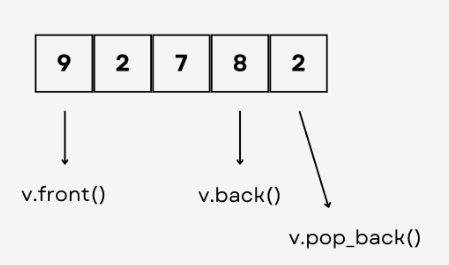 9 2 7 8 2
v.front() v.back()
v.pop_back()